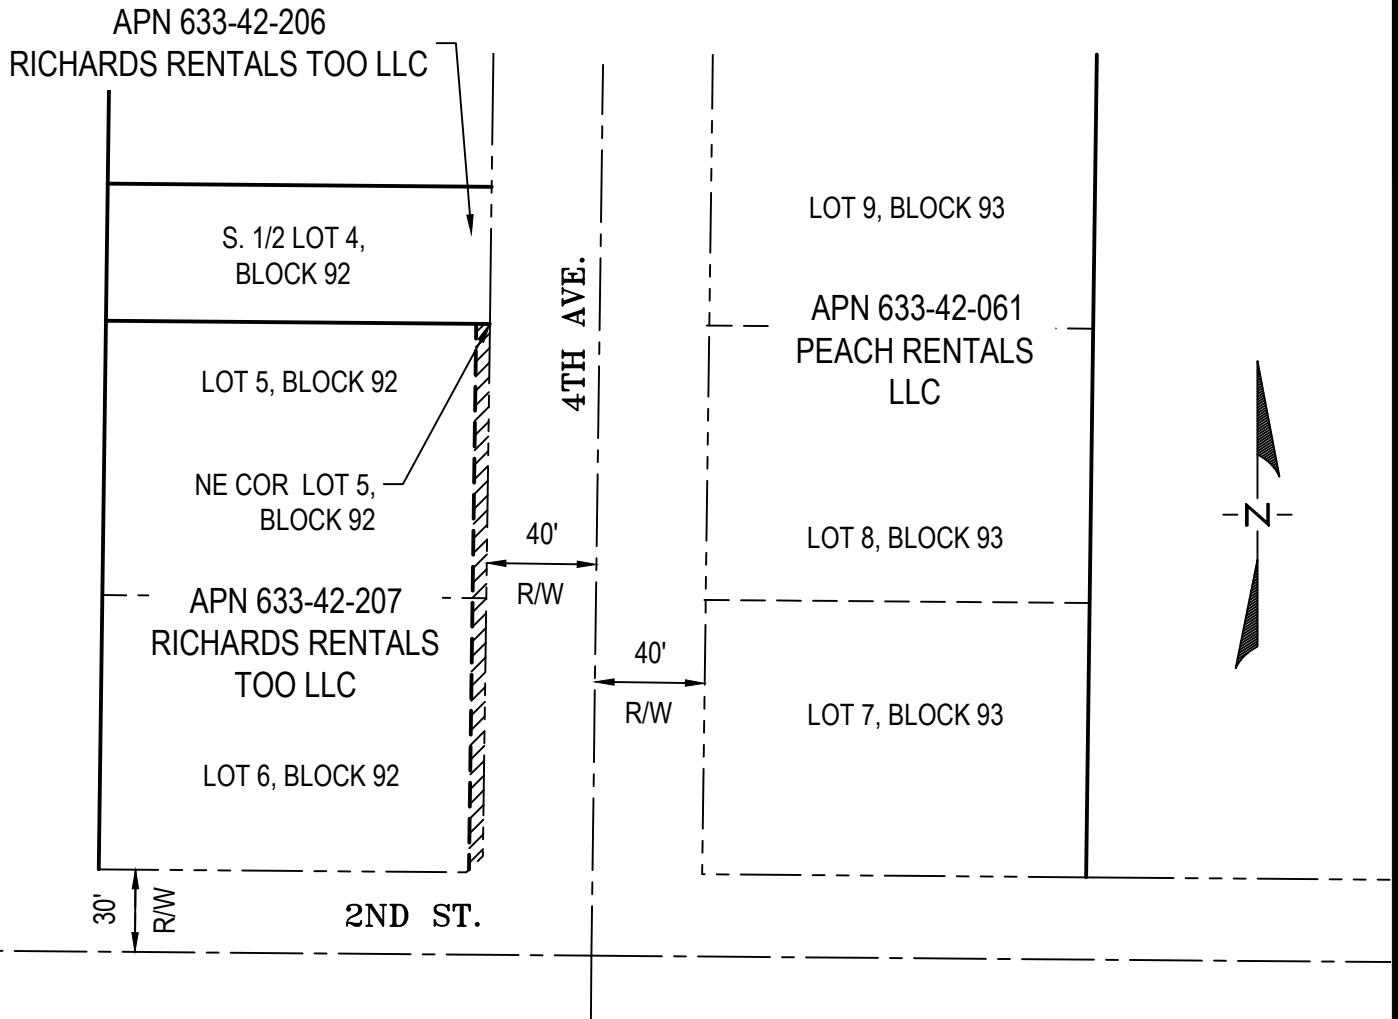 APN 633-42-206
RICHARDS RENTALS TOO LLC
S. 1/2 LOT 4,
BLOCK 92
LOT 5, BLOCK 92
NE COR LOT 5,
BLOCK 92
APN 633-42-207
RICHARDS RENTALS
TOO LLC
LOT 6, BLOCK 92
30'
R/W
2ND ST.
4TH AVE.
40'
R/W
40'
R/W
LOT 9, BLOCK 93
APN 633-42-061
PEACH RENTALS
LLC
LOT 8, BLOCK 93
LOT 7, BLOCK 93
N